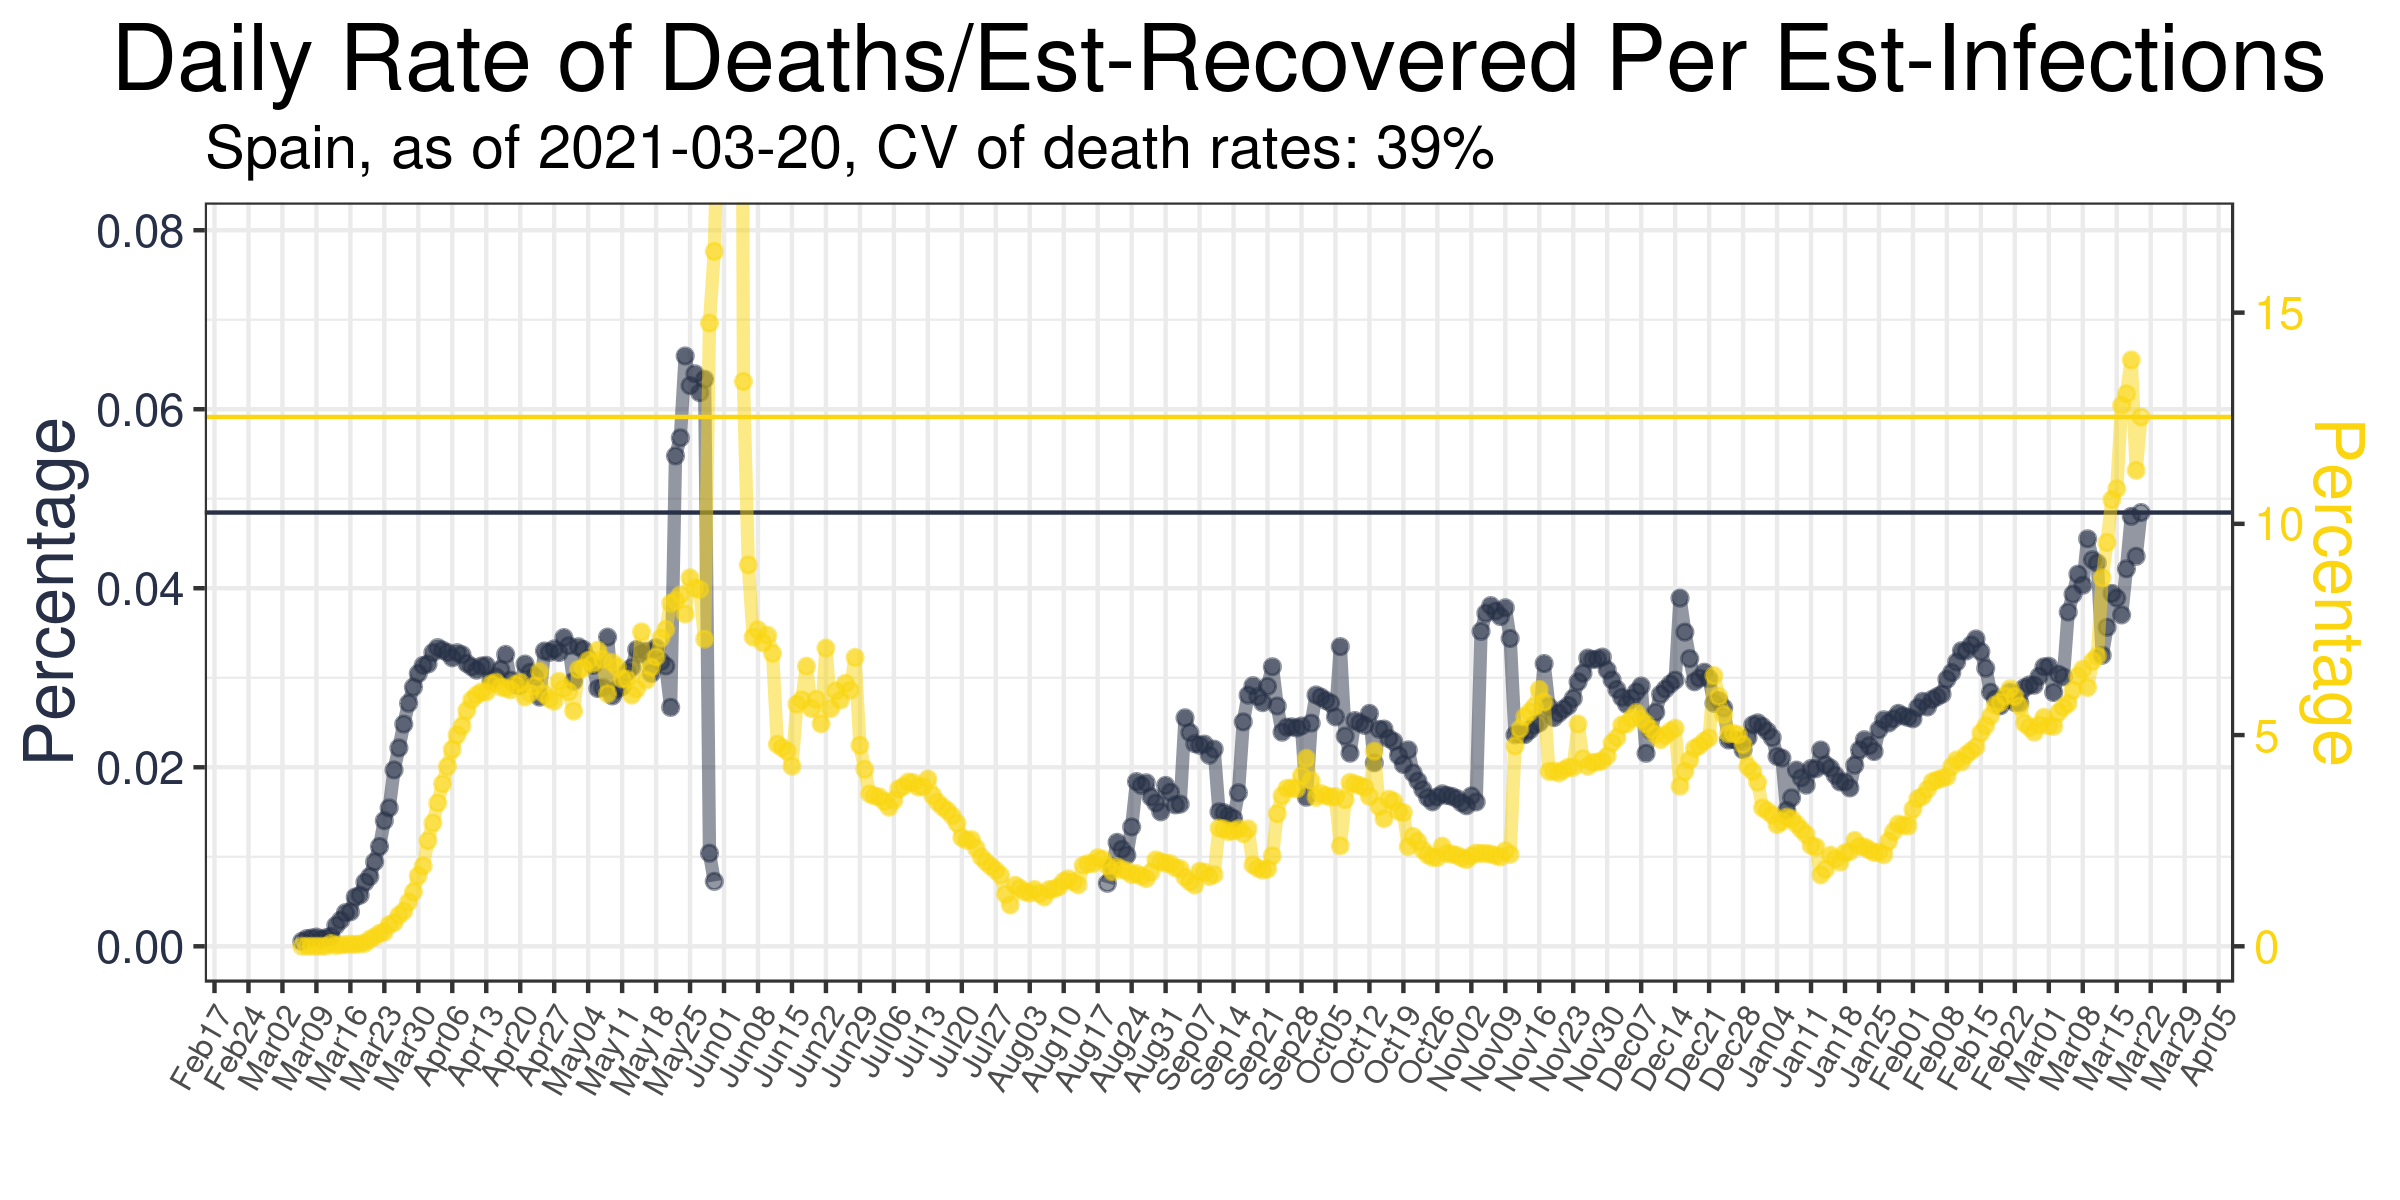 Daily Rate of Deaths/Est-Recovered Per Est-Infections
Spain, as of 2021-03-20, CV of death rates: 39%
Percentage
0.08
0.06
0.04
0.02
0.00
15
10
5
0
Percentage
Feb17
Feb24
Mar02
Mar09
Mar16
Mar23
Mar30
Apr06
Apr13
Apr20
Apr27
May04
May11
May18
May25
Jun01
Jun08
Jun15
Jun22
Jun29
Jul06
Jul13
Jul20
Jul27
Aug03
Aug10
Aug17
Aug24
Aug31
Sep07
Sep14
Sep21
Sep28
Oct05
Oct12
Oct19
Oct26
Nov02
Nov09
Nov16
Nov23
Nov30
Dec07
Dec14
Dec21
Dec28
Jan04
Jan11
Jan18
Jan25
Feb01
Feb08
Feb15
Feb22
Mar01
Mar08
Mar15
Mar22
Mar29
Apr05